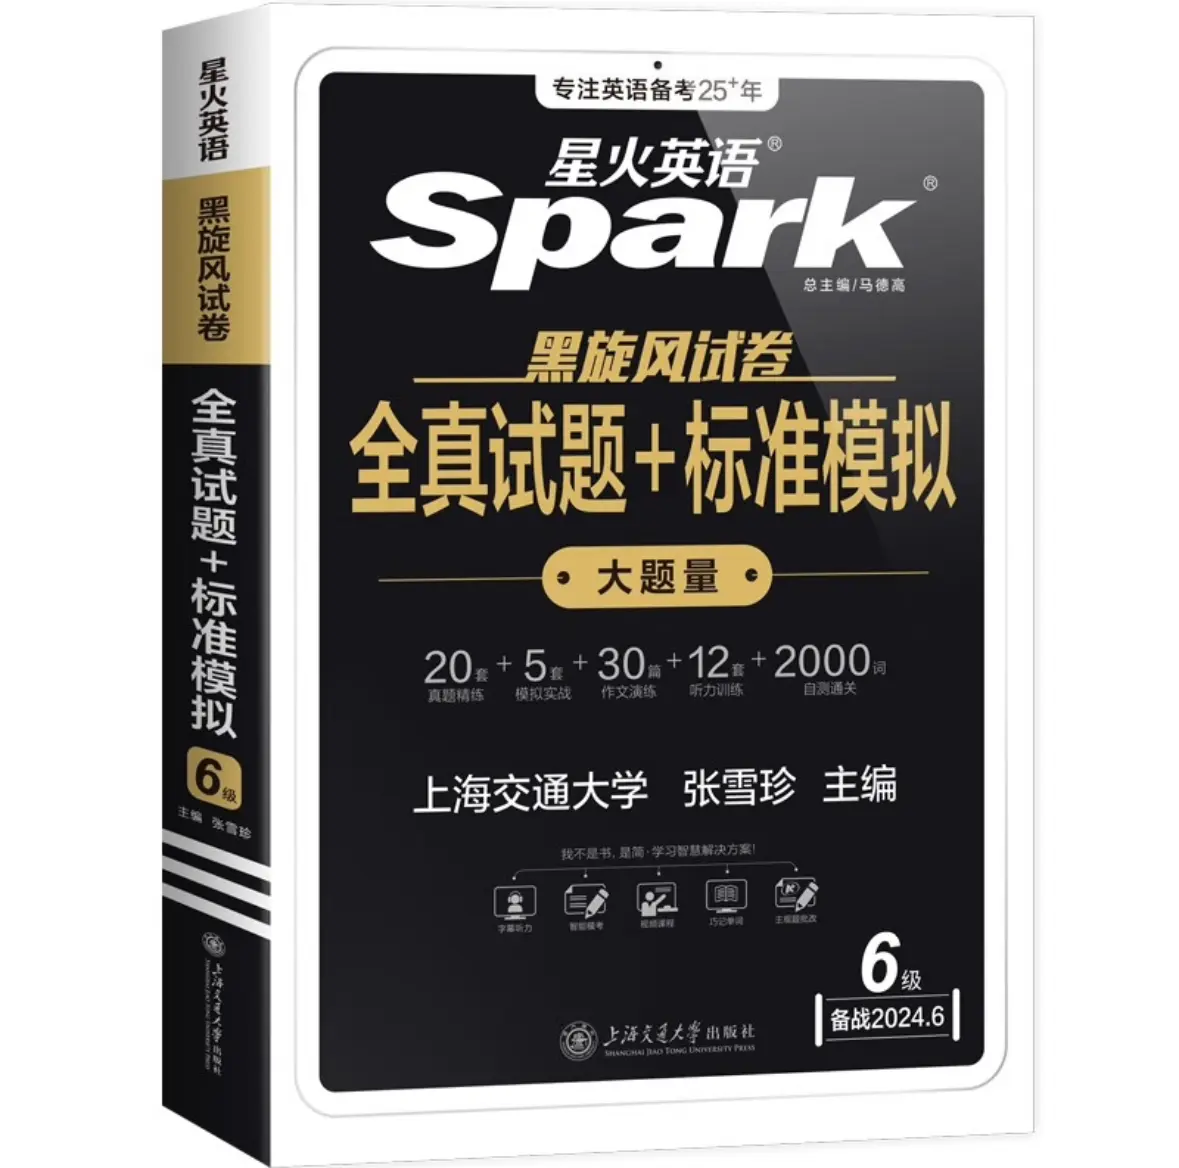 星火英语
黑旋风试卷
全真试题+标准模拟
6级
主编 张雪珍
上海交通大学出版社
SHANGHAI JIAO TONG UNIVERSITY PRESS
专注英语备考25+年
星火英语®
Spark®
总主编/马德高
黑旋风试卷
全真试题+标准模拟
大题量
20套+5套+30篇+12套+2000词
真题精练 模拟实战 作文演练 听力训练 自测通关
上海交通大学 张雪珍 主编
我不是书,是简·学习智慧解决方案!
字幕听力 智能模考 视频课程 巧记单词 主观题批改
6级
备战2024.6
上海交通大学出版社
SHANGHAI JIAO TONG UNIVERSITY PRESS